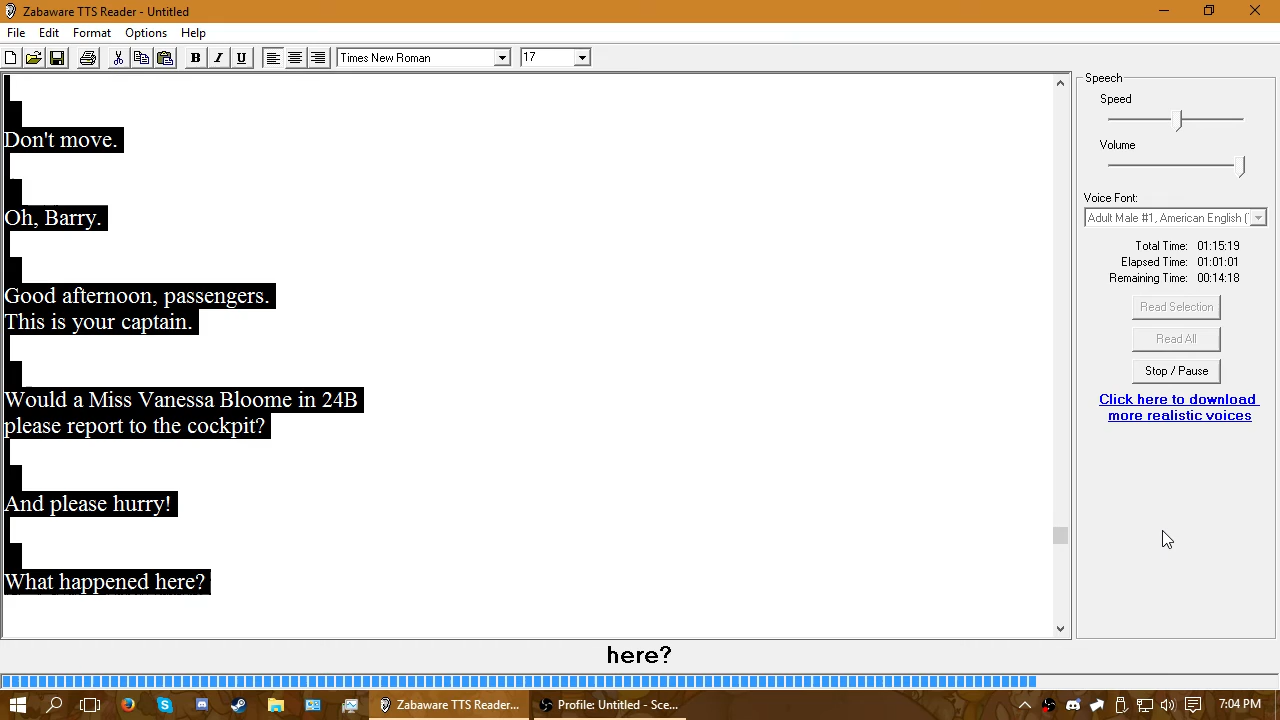 Zabaware TTS Reader - Untitled
File Edit Format Options Help
B I U Times New Roman 17
Don't move.
Oh, Barry.
Good afternoon, passengers.
This is your captain.
Would a Miss Vanessa Bloome in 24B
please report to the cockpit?
And please hurry!
What happened here?
Speech
Speed
Volume
Voice Font:
Adult Male #1, American English (
Total Time: 01:15:19
Elapsed Time: 01:01:01
Remaining Time: 00:14:18
Read Selection
Read All
Stop / Pause
Click here to download
more realistic voices
here?
Zabaware TTS Reader... Profile: Untitled - Sce... 7:04 PM